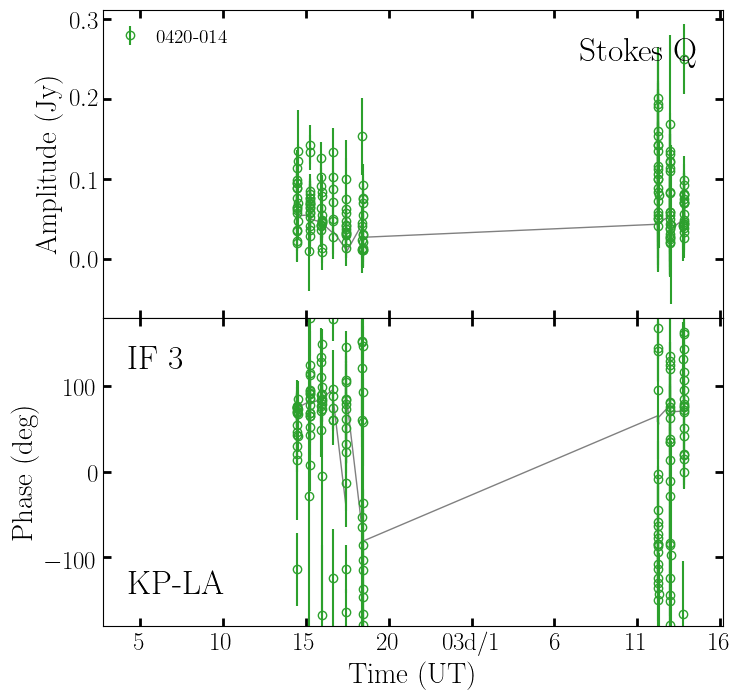 0420-014
Stokes Q
0.3
0.2
0.1
0.0
Amplitude (Jy)
IF 3
KP-LA
100
0
−100
Phase (deg)
5 10 15 20 03d/1 6 11 16
Time (UT)